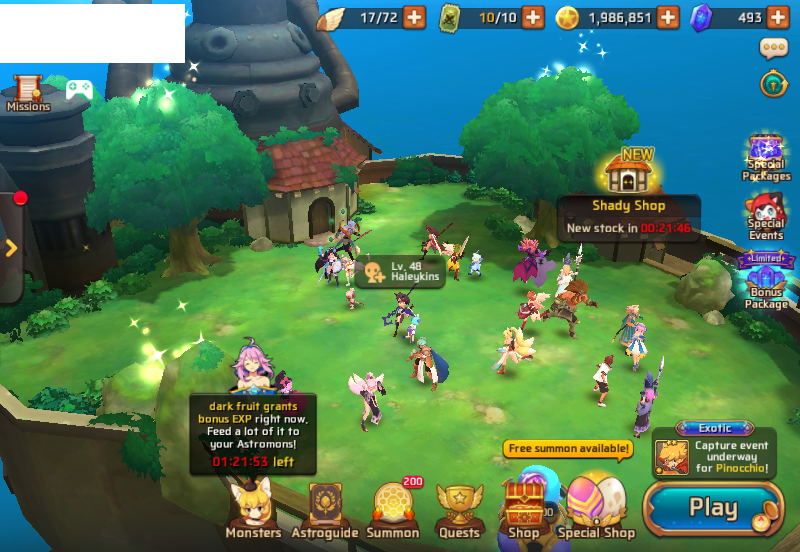 17/72
10/10
1,986,851
493
Missions
Special
Packages
NEW
Shady Shop
New stock in 00:21:46
Special
Events
Limited
Bonus
Package
Lv. 48
Haleykins
dark fruit grants
bonus EXP right now.
Feed a lot of it to
your Astromons!
01:21:53 left
Exotic
Capture event
underway
for Pinocchio!
Free summon available!
200
Monsters
Astroguide
Summon
Quests
Shop
Special Shop
Play